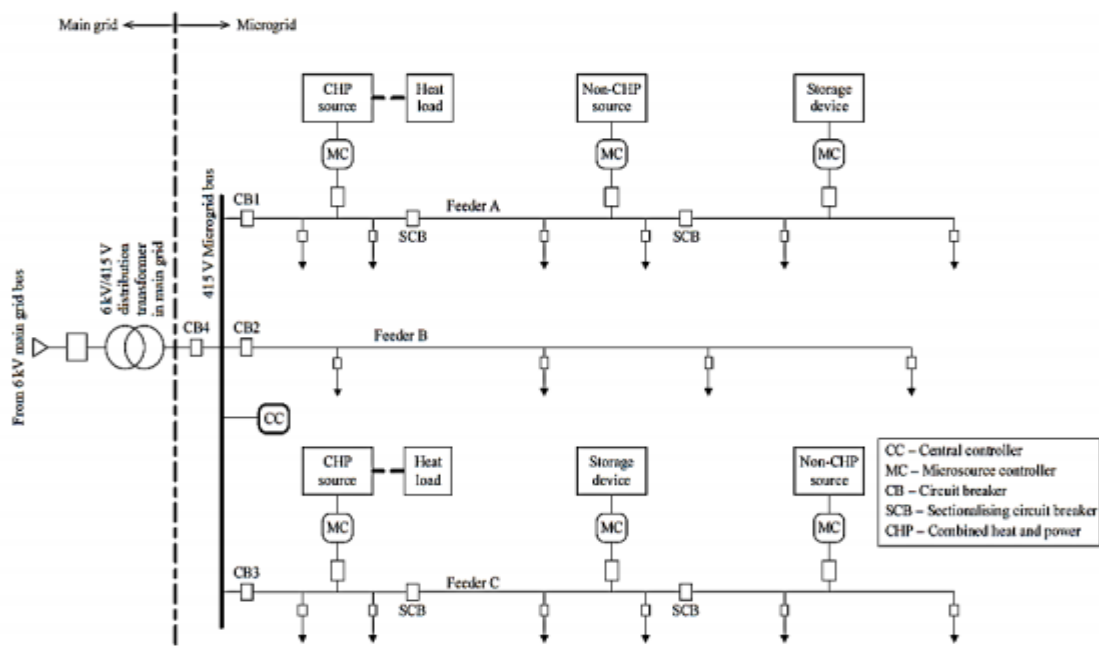 Main grid
Microgrid
CHP
source
Heat
load
Non-CHP
source
Storage
device
MC
MC
MC
415 V Microgrid bus
CB1
Feeder A
SCB
SCB
From 6 kV main grid bus
6 kV/415 V
distribution
transformer
in main grid
CB4
CB2
Feeder B
CC
CHP
source
Heat
load
Storage
device
Non-CHP
source
MC
MC
MC
CB3
Feeder C
SCB
SCB
CC – Central controller
MC – Microsource controller
CB – Circuit breaker
SCB – Sectionalising circuit breaker
CHP – Combined heat and power